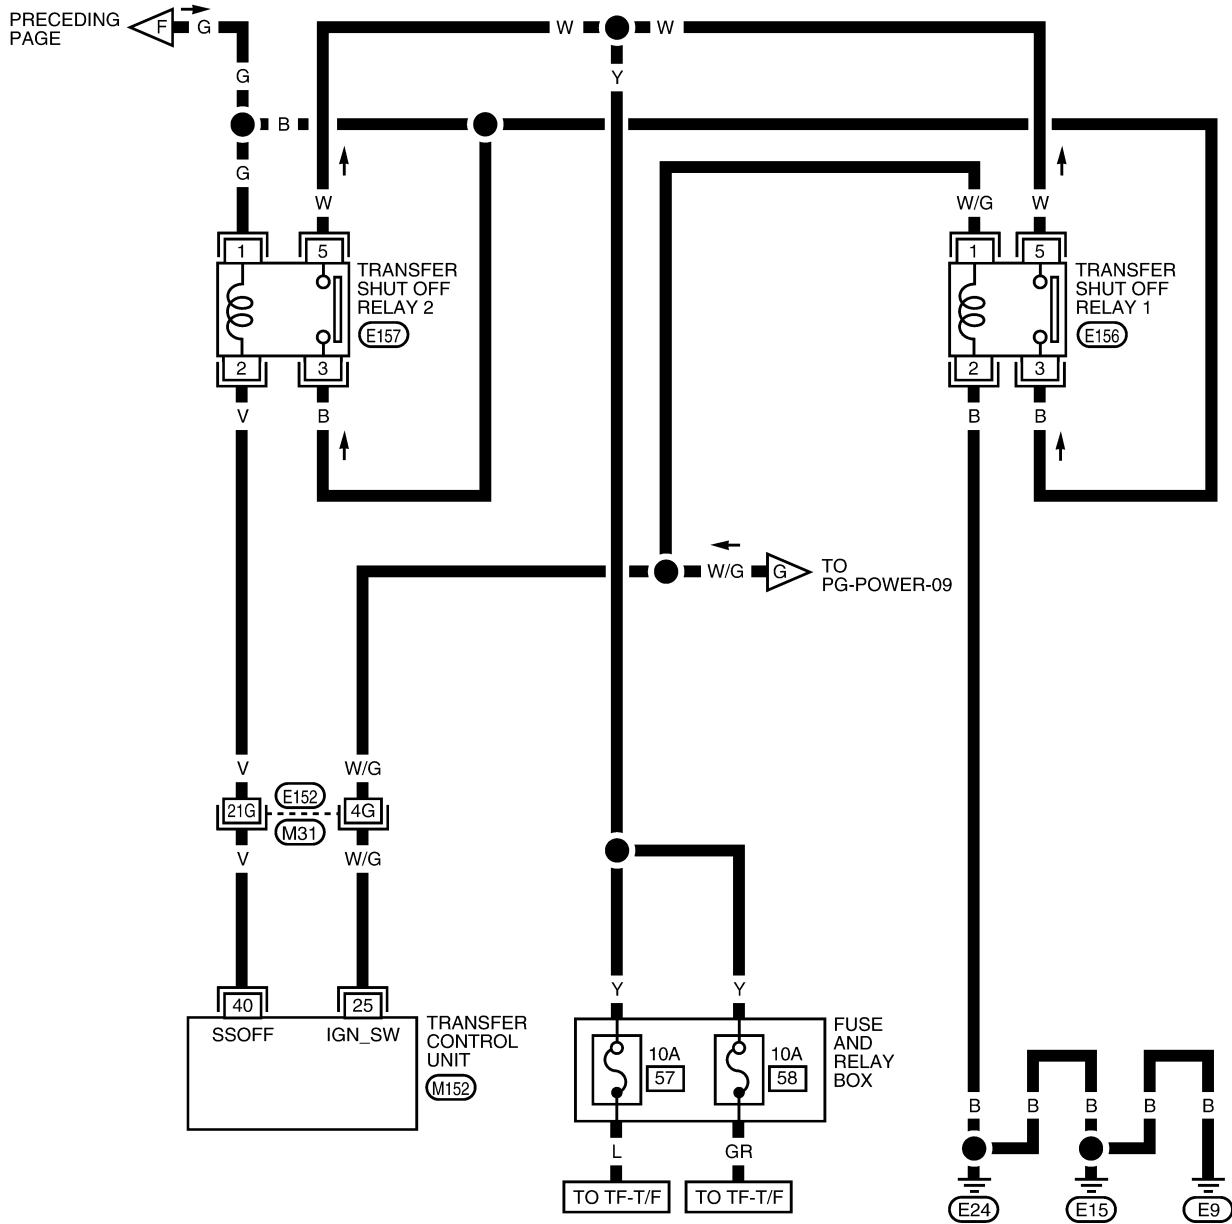 PRECEDING
PAGE
F
G
W
W
G
Y
B
G
W
W/G
W
1
5
1
5
TRANSFER
SHUT OFF
RELAY 2
E157
TRANSFER
SHUT OFF
RELAY 1
E156
2
3
2
3
V
B
B
B
W/G
G
TO
PG-POWER-09
V
W/G
21G
E152
M31
4G
V
W/G
Y
Y
40
25
SSOFF
IGN_SW
TRANSFER
CONTROL
UNIT
M152
10A
57
10A
58
FUSE
AND
RELAY
BOX
B
B
B
B
B
L
GR
TO TF-T/F
TO TF-T/F
E24
E15
E9